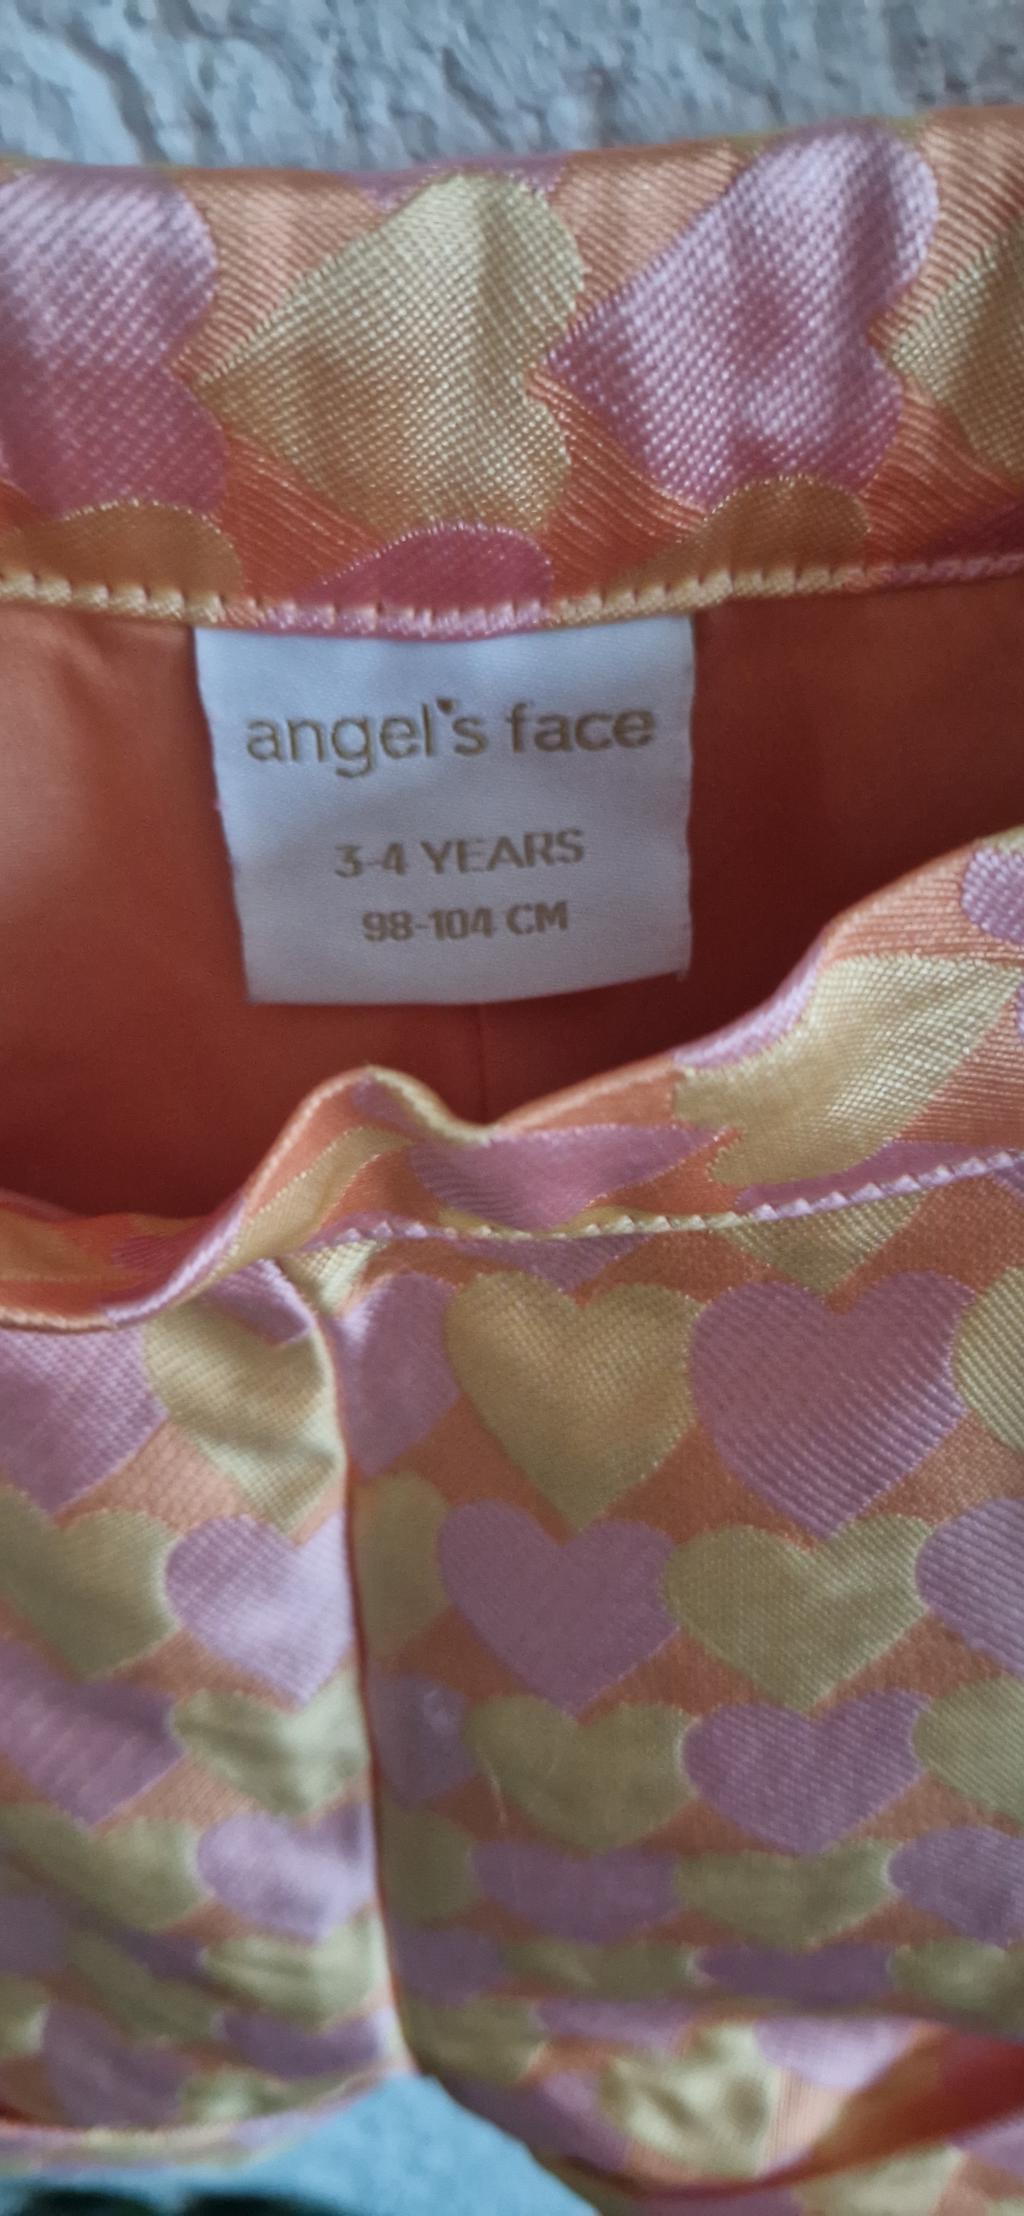 angel's face
3-4 YEARS
98-104 CM